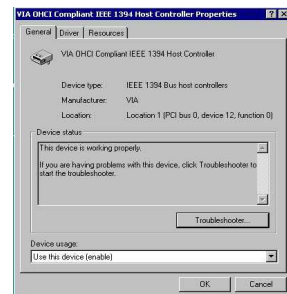 VIA OHCI Compliant IEEE 1394 Host Controller Properties
General Driver Resources
VIA OHCI Compliant IEEE 1394 Host Controller
Device type: IEEE 1394 Bus host controllers
Manufacturer: VIA
Location: Location 1 (PCI bus 0, device 12, function 0)
Device status
This device is working properly.
If you are having problems with this device, click Troubleshooter to
start the troubleshooter.
Troubleshooter...
Device usage:
Use this device (enable)
OK Cancel